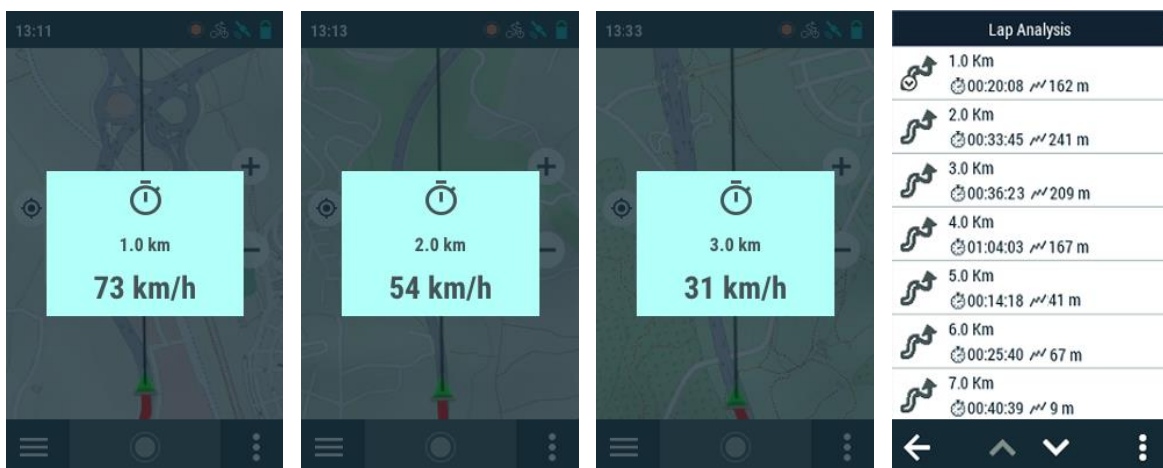 13:11
1.0 km
73 km/h
13:13
2.0 km
54 km/h
13:33
3.0 km
31 km/h
Lap Analysis
1.0 Km
00:20:08 162 m
2.0 Km
00:33:45 241 m
3.0 Km
00:36:23 209 m
4.0 Km
01:04:03 167 m
5.0 Km
00:14:18 41 m
6.0 Km
00:25:40 67 m
7.0 Km
00:40:39 9 m